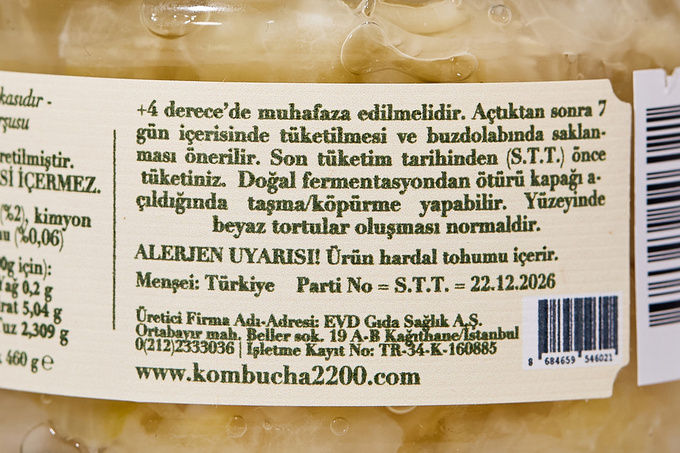 kasıdır -
rşusu
retilmiştir.
Sİ İÇERMEZ.
(%2), kimyon
mu (%0,06)
00g için):
Yağ 0,2 g
rat 5,04 g
Tuz 2,309 g
460 g e
+4 derece'de muhafaza edilmelidir. Açtıktan sonra 7
gün içerisinde tüketilmesi ve buzdolabında saklan-
ması önerilir. Son tüketim tarihinden (S.T.T.) önce
tüketiniz. Doğal fermentasyondan ötürü kapağı a-
çıldığında taşma/köpürme yapabilir. Yüzeyinde
beyaz tortular oluşması normaldir.
ALERJEN UYARISI! Ürün hardal tohumu içerir.
Menşei: Türkiye Parti No = S.T.T. = 22.12.2026
Üretici Firma Adı-Adresi: EVD Gıda Sağlık A.Ş.
Ortabayır mah. Beller sok. 19 A-B Kağıthane/İstanbul
0(212)2333036 | İşletme Kayıt No: TR-34-K-160885
www.kombucha2200.com
8 684659 546021